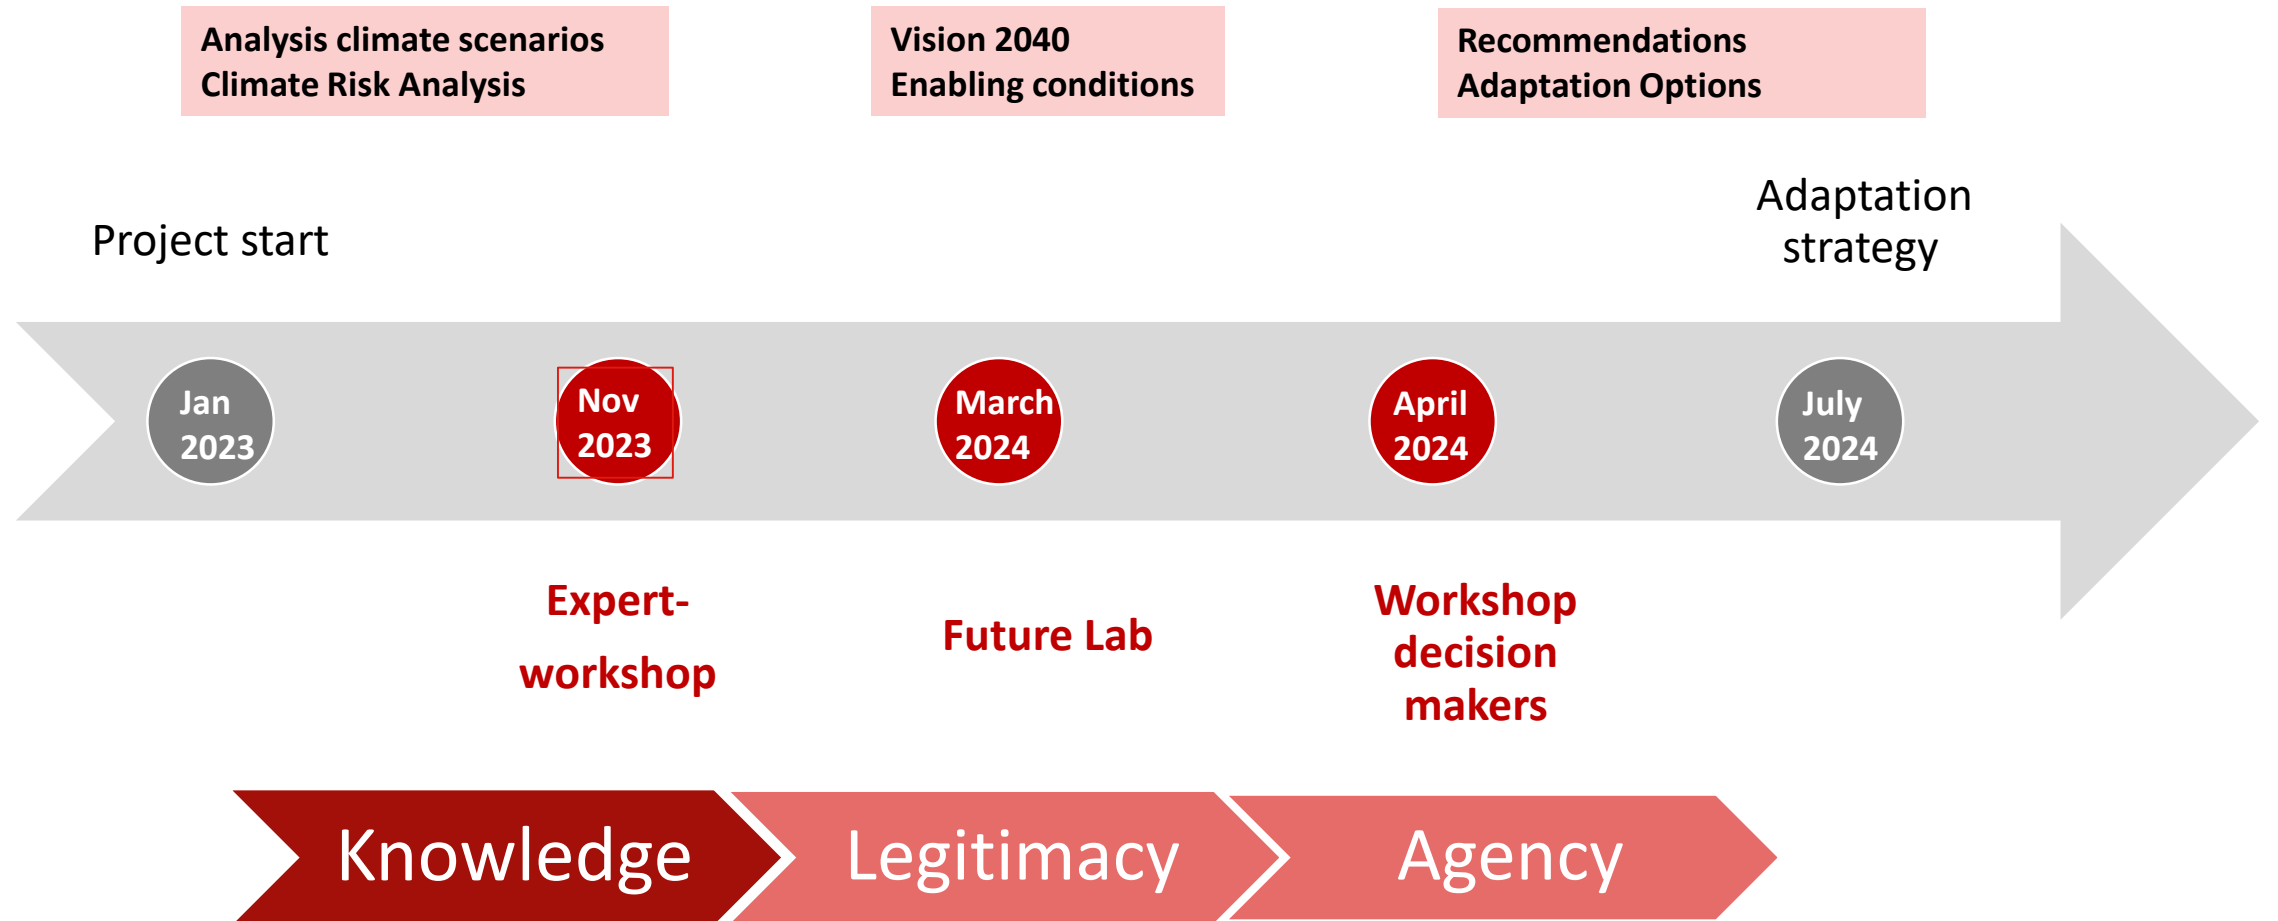 Analysis climate scenarios
Climate Risk Analysis
Vision 2040
Enabling conditions
Recommendations
Adaptation Options
Project start
Adaptation
strategy
Jan
2023
Nov
2023
March
2024
April
2024
July
2024
Expert-
workshop
Future Lab
Workshop
decision
makers
Knowledge
Legitimacy
Agency